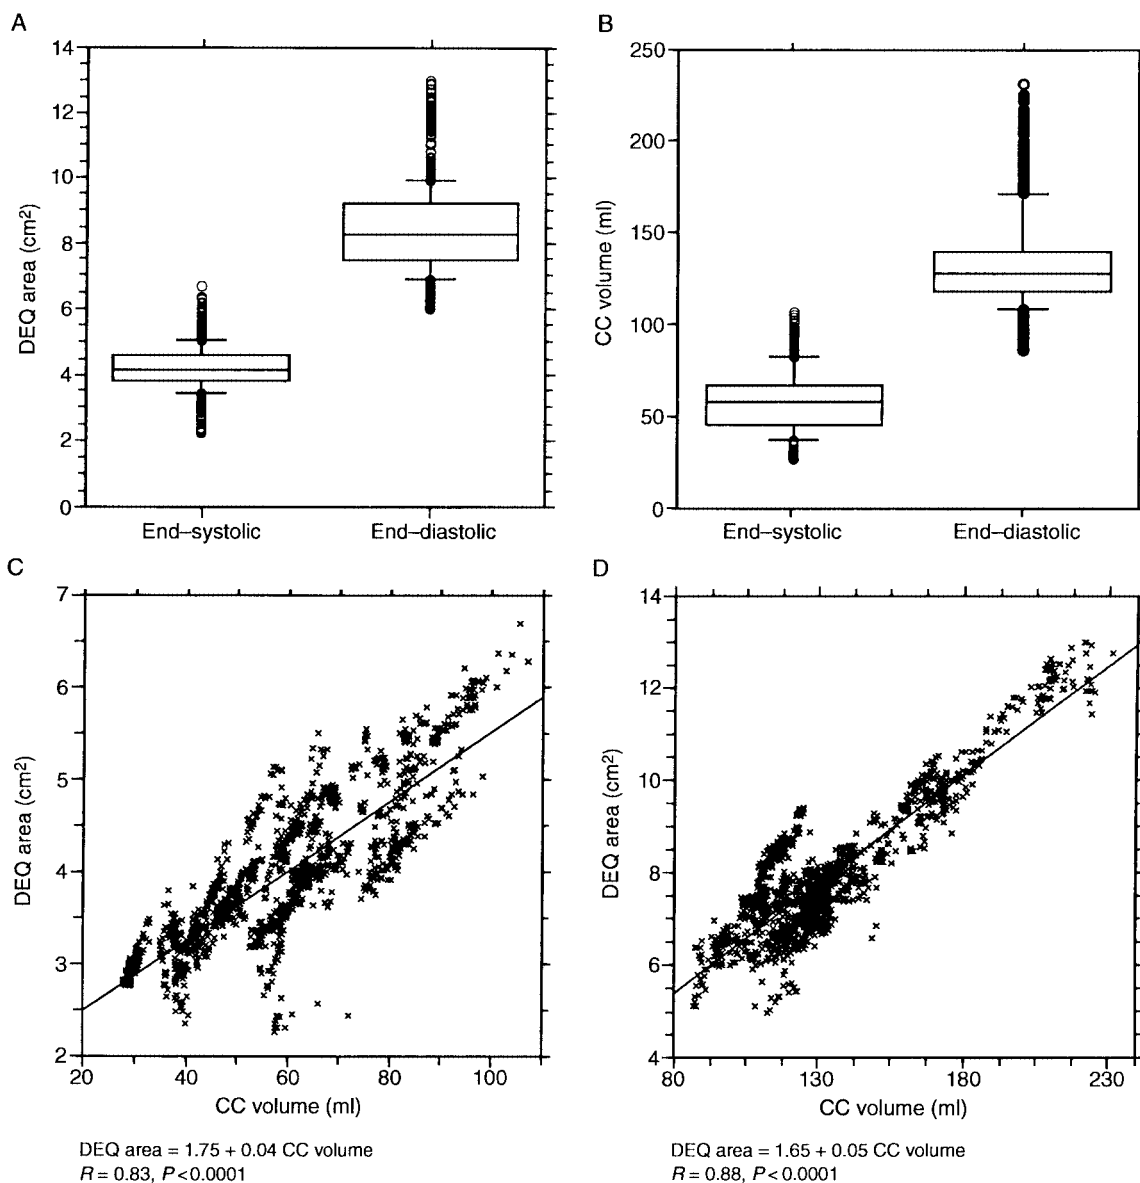 A
B
14
12
10
8
6
4
2
0
DEQ area (cm²)
End–systolic
End–diastolic
250
200
150
100
50
0
CC volume (ml)
End–systolic
End–diastolic
C
D
7
6
5
4
3
2
DEQ area (cm²)
20 40 60 80 100
CC volume (ml)
DEQ area = 1.75 + 0.04 CC volume
R = 0.83, P<0.0001
14
12
10
8
6
4
DEQ area (cm²)
80 130 180 230
CC volume (ml)
DEQ area = 1.65 + 0.05 CC volume
R = 0.88, P<0.0001